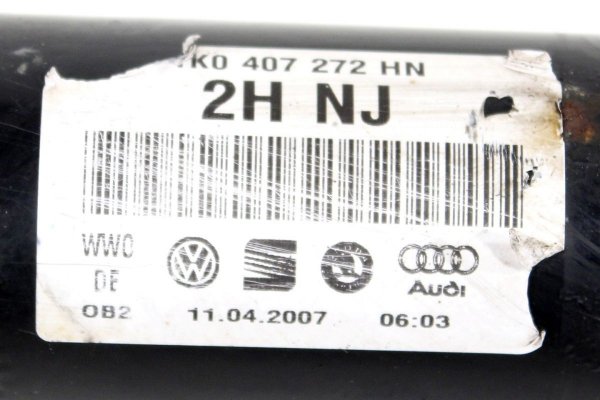 K0 407 272 HN
2H NJ
WWO
DE
Audi
OB2 11.04.2007 06:03